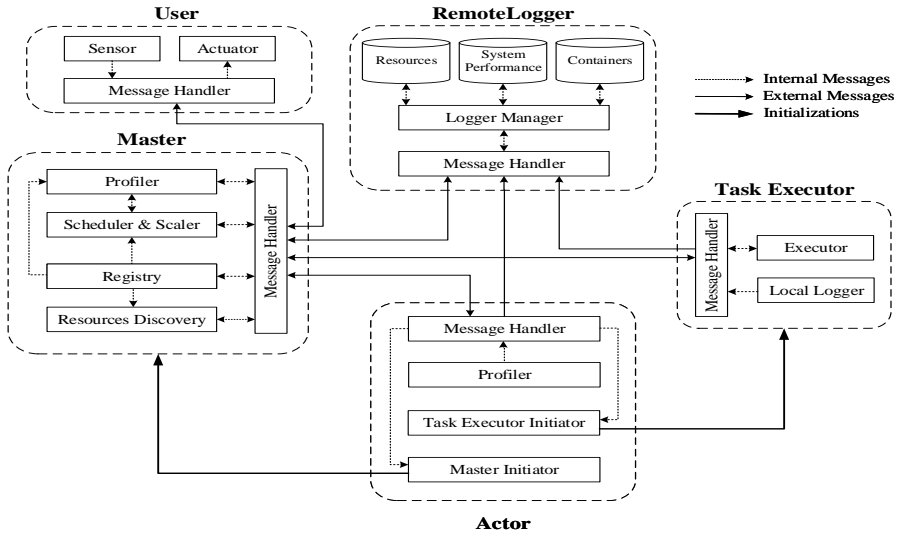 User
Sensor
Actuator
Message Handler
RemoteLogger
Resources
System
Performance
Containers
Logger Manager
Message Handler
Internal Messages
External Messages
Initializations
Master
Profiler
Scheduler & Scaler
Registry
Resources Discovery
Message Handler
Task Executor
Message Handler
Executor
Local Logger
Message Handler
Profiler
Task Executor Initiator
Master Initiator
Actor